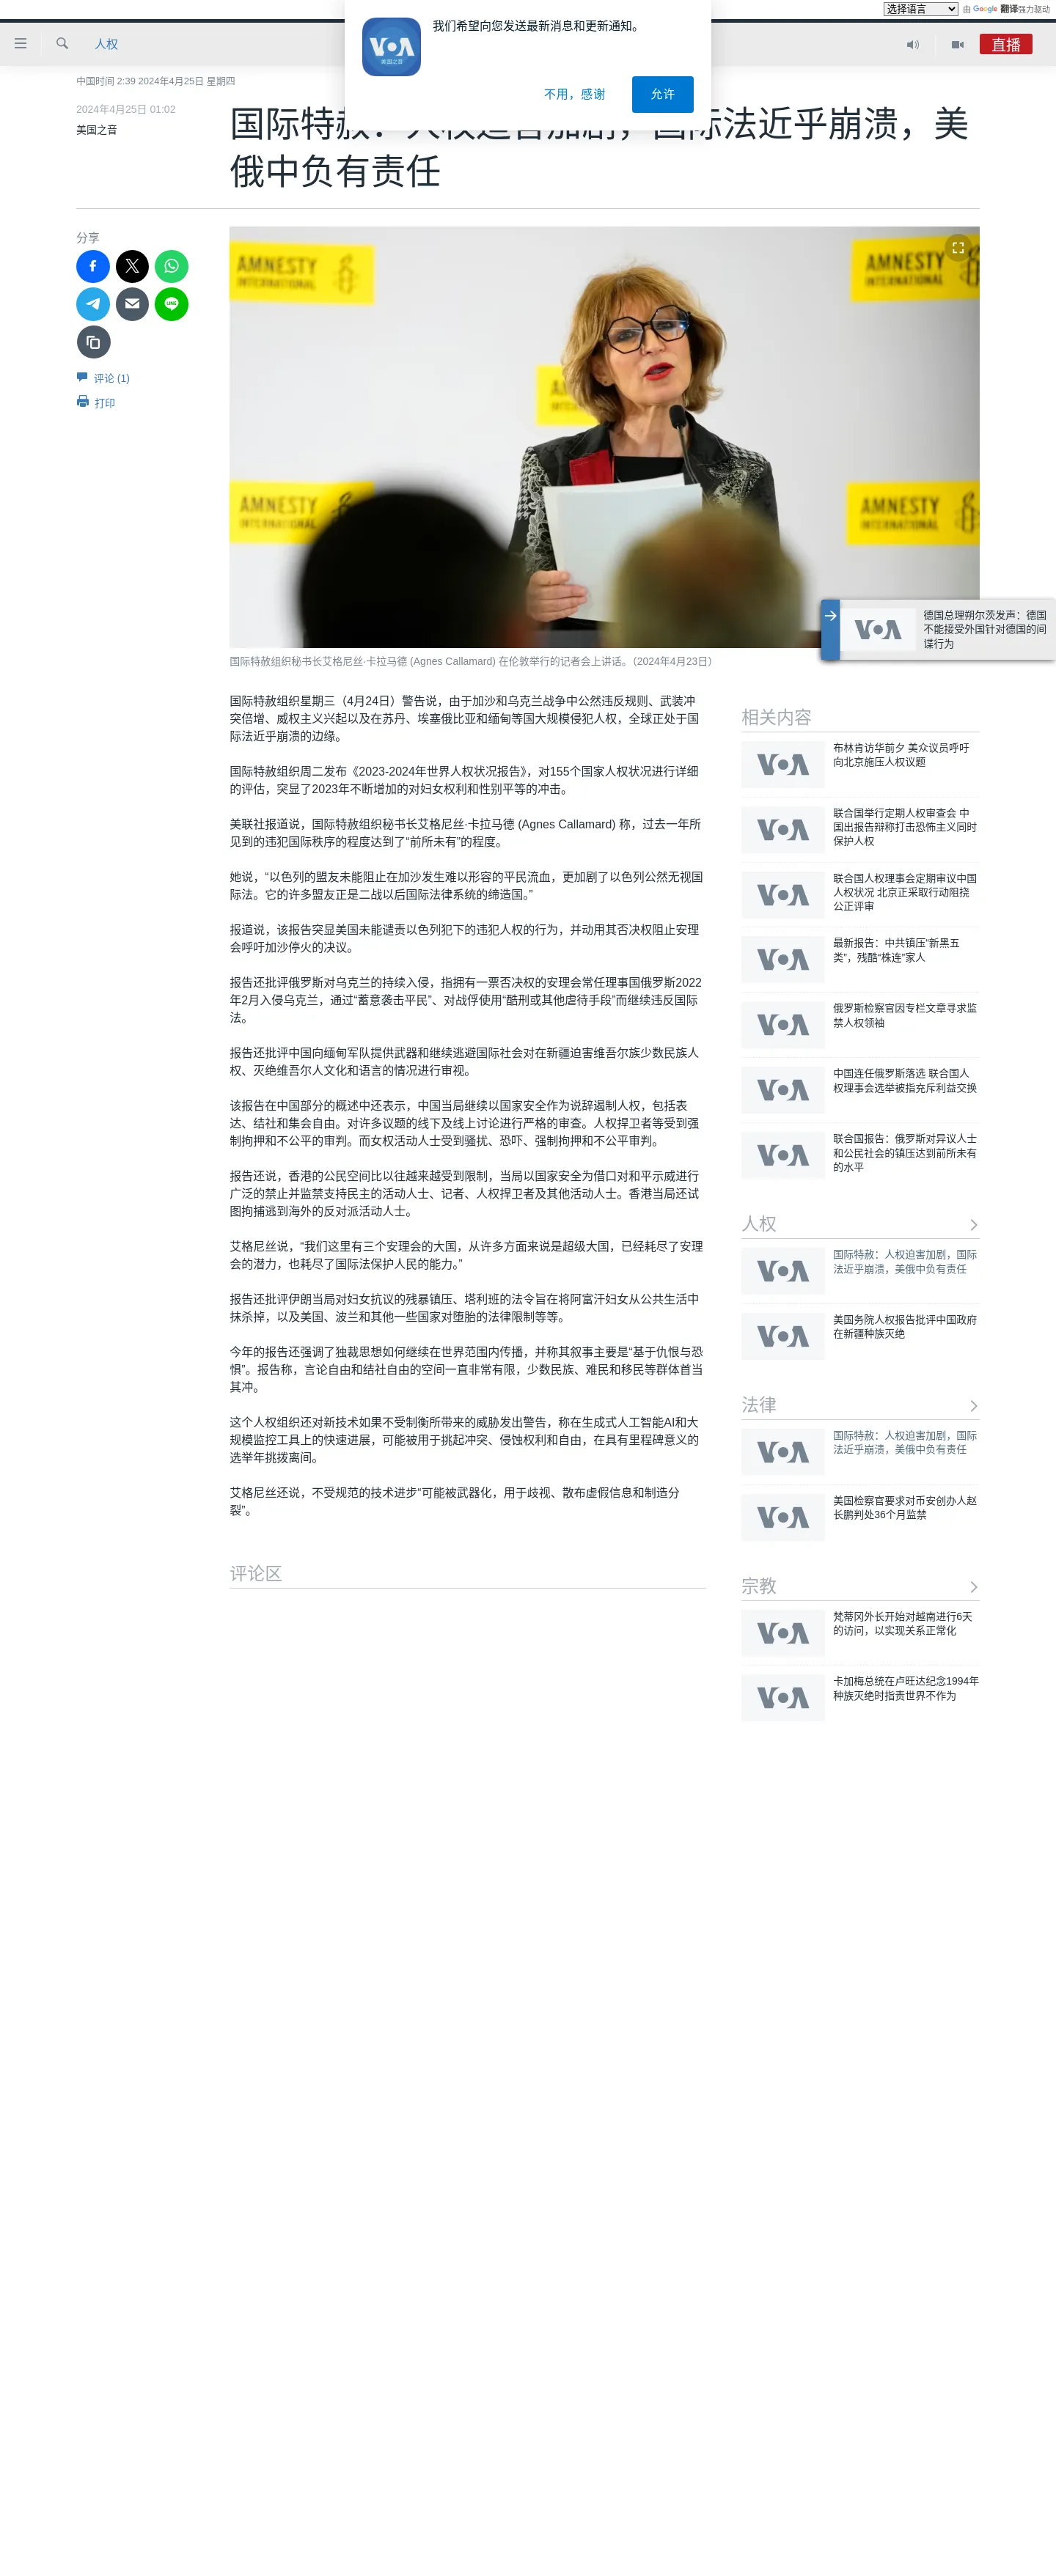 选择语言
由 Google 翻译强力驱动
我们希望向您发送最新消息和更新通知。
VOA
美国之音
不用，感谢
允许
人权
直播
中国时间 2:39 2024年4月25日 星期四
2024年4月25日 01:02
美国之音
国际特赦：人权迫害加剧，国际法近乎崩溃，美
俄中负有责任
分享
评论 (1)
打印
AMNESTY
INTERNATIONAL
AMNESTY
AMNESTY
INTERNATIONAL
AMNESTY
INTERNATIONAL
德国总理朔尔茨发声：德国
不能接受外国针对德国的间
谍行为
国际特赦组织秘书长艾格尼丝·卡拉马德 (Agnes Callamard) 在伦敦举行的记者会上讲话。（2024年4月23日）
国际特赦组织星期三（4月24日）警告说，由于加沙和乌克兰战争中公然违反规则、武装冲
突倍增、威权主义兴起以及在苏丹、埃塞俄比亚和缅甸等国大规模侵犯人权，全球正处于国
际法近乎崩溃的边缘。
国际特赦组织周二发布《2023-2024年世界人权状况报告》，对155个国家人权状况进行详细
的评估，突显了2023年不断增加的对妇女权利和性别平等的冲击。
美联社报道说，国际特赦组织秘书长艾格尼丝·卡拉马德 (Agnes Callamard) 称，过去一年所
见到的违犯国际秩序的程度达到了“前所未有”的程度。
她说，“以色列的盟友未能阻止在加沙发生难以形容的平民流血，更加剧了以色列公然无视国
际法。它的许多盟友正是二战以后国际法律系统的缔造国。”
报道说，该报告突显美国未能谴责以色列犯下的违犯人权的行为，并动用其否决权阻止安理
会呼吁加沙停火的决议。
报告还批评俄罗斯对乌克兰的持续入侵，指拥有一票否决权的安理会常任理事国俄罗斯2022
年2月入侵乌克兰，通过“蓄意袭击平民”、对战俘使用“酷刑或其他虐待手段”而继续违反国际
法。
报告还批评中国向缅甸军队提供武器和继续逃避国际社会对在新疆迫害维吾尔族少数民族人
权、灭绝维吾尔人文化和语言的情况进行审视。
该报告在中国部分的概述中还表示，中国当局继续以国家安全作为说辞遏制人权，包括表
达、结社和集会自由。对许多议题的线下及线上讨论进行严格的审查。人权捍卫者等受到强
制拘押和不公平的审判。而女权活动人士受到骚扰、恐吓、强制拘押和不公平审判。
报告还说，香港的公民空间比以往越来越受到限制，当局以国家安全为借口对和平示威进行
广泛的禁止并监禁支持民主的活动人士、记者、人权捍卫者及其他活动人士。香港当局还试
图拘捕逃到海外的反对派活动人士。
艾格尼丝说，“我们这里有三个安理会的大国，从许多方面来说是超级大国，已经耗尽了安理
会的潜力，也耗尽了国际法保护人民的能力。”
报告还批评伊朗当局对妇女抗议的残暴镇压、塔利班的法令旨在将阿富汗妇女从公共生活中
抹杀掉，以及美国、波兰和其他一些国家对堕胎的法律限制等等。
今年的报告还强调了独裁思想如何继续在世界范围内传播，并称其叙事主要是“基于仇恨与恐
惧”。报告称，言论自由和结社自由的空间一直非常有限，少数民族、难民和移民等群体首当
其冲。
这个人权组织还对新技术如果不受制衡所带来的威胁发出警告，称在生成式人工智能AI和大
规模监控工具上的快速进展，可能被用于挑起冲突、侵蚀权利和自由，在具有里程碑意义的
选举年挑拨离间。
艾格尼丝还说，不受规范的技术进步“可能被武器化，用于歧视、散布虚假信息和制造分
裂”。
评论区
相关内容
布林肯访华前夕 美众议员呼吁
向北京施压人权议题
联合国举行定期人权审查会 中
国出报告辩称打击恐怖主义同时
保护人权
联合国人权理事会定期审议中国
人权状况 北京正采取行动阻挠
公正评审
最新报告：中共镇压“新黑五
类”，残酷“株连”家人
俄罗斯检察官因专栏文章寻求监
禁人权领袖
中国连任俄罗斯落选 联合国人
权理事会选举被指充斥利益交换
联合国报告：俄罗斯对异议人士
和公民社会的镇压达到前所未有
的水平
人权
国际特赦：人权迫害加剧，国际
法近乎崩溃，美俄中负有责任
美国务院人权报告批评中国政府
在新疆种族灭绝
法律
国际特赦：人权迫害加剧，国际
法近乎崩溃，美俄中负有责任
美国检察官要求对币安创办人赵
长鹏判处36个月监禁
宗教
梵蒂冈外长开始对越南进行6天
的访问，以实现关系正常化
卡加梅总统在卢旺达纪念1994年
种族灭绝时指责世界不作为